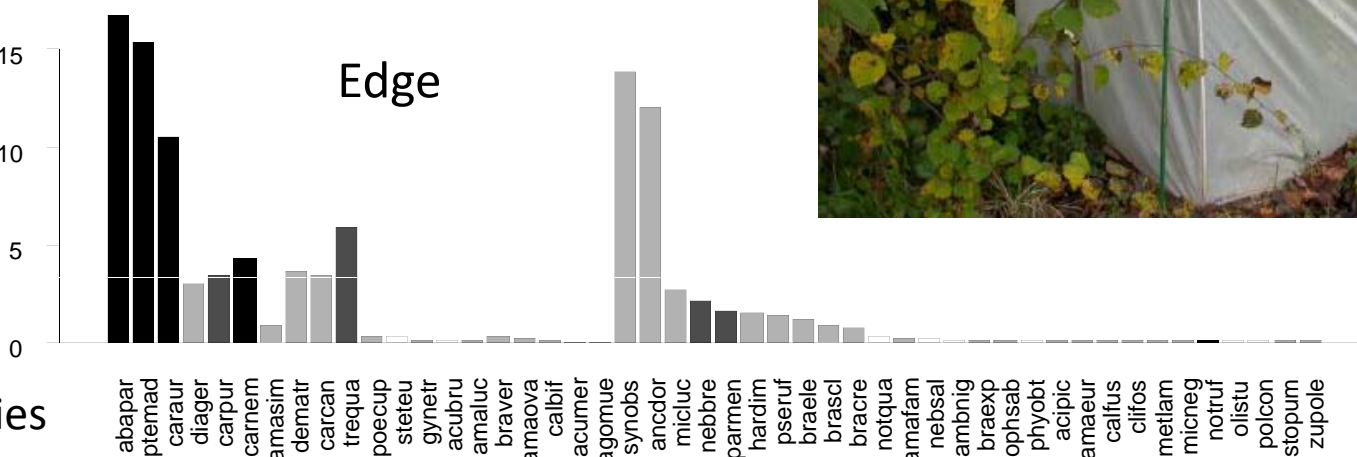 15
Edge
10
5
0
abapar
ptemad
caraur
diager
carpur
carnem
amasim
dematr
carcan
trequa
poecup
steteu
gynetr
acubru
amaluc
braver
amaova
calbif
acumer
agomue
synobs
ancdor
micluc
nebbre
parmen
hardim
pseruf
braele
brascl
bracre
notqua
amafam
nebsal
ambnig
braexp
ophsab
phyobt
acipic
amaeur
calfus
clifos
metlam
micneg
notruf
olistu
polcon
stopum
zupole
ies